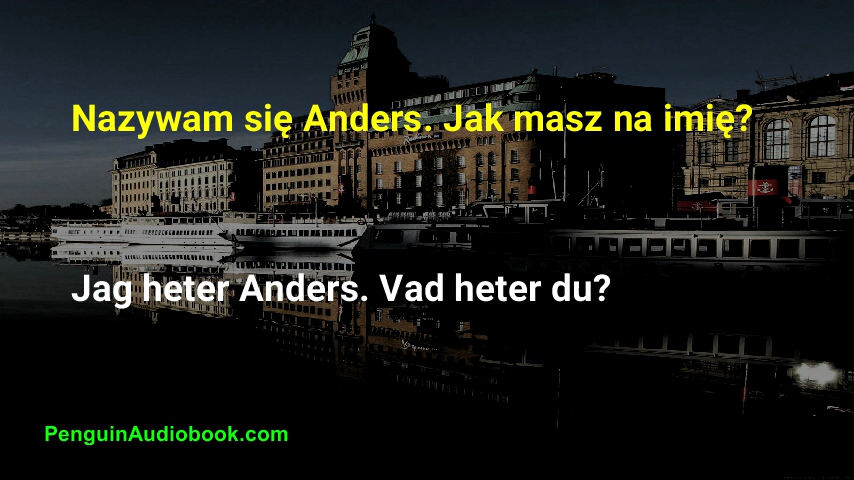 Nazywam się Anders. Jak masz na imię?
Jag heter Anders. Vad heter du?
PenguinAudiobook.com